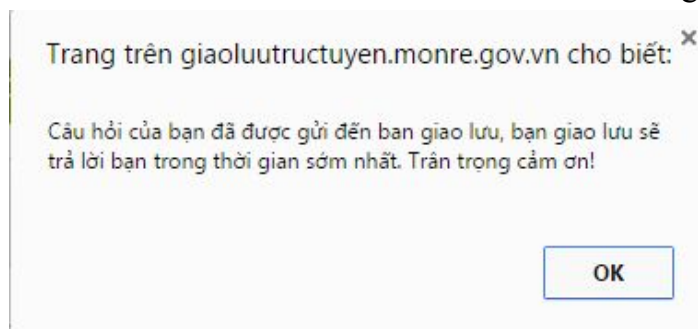 Trang trên giaoluutructuyen.monre.gov.vn cho biết:
Câu hỏi của bạn đã được gửi đến ban giao lưu, bạn giao lưu sẽ
trả lời bạn trong thời gian sớm nhất. Trân trọng cảm ơn!
OK